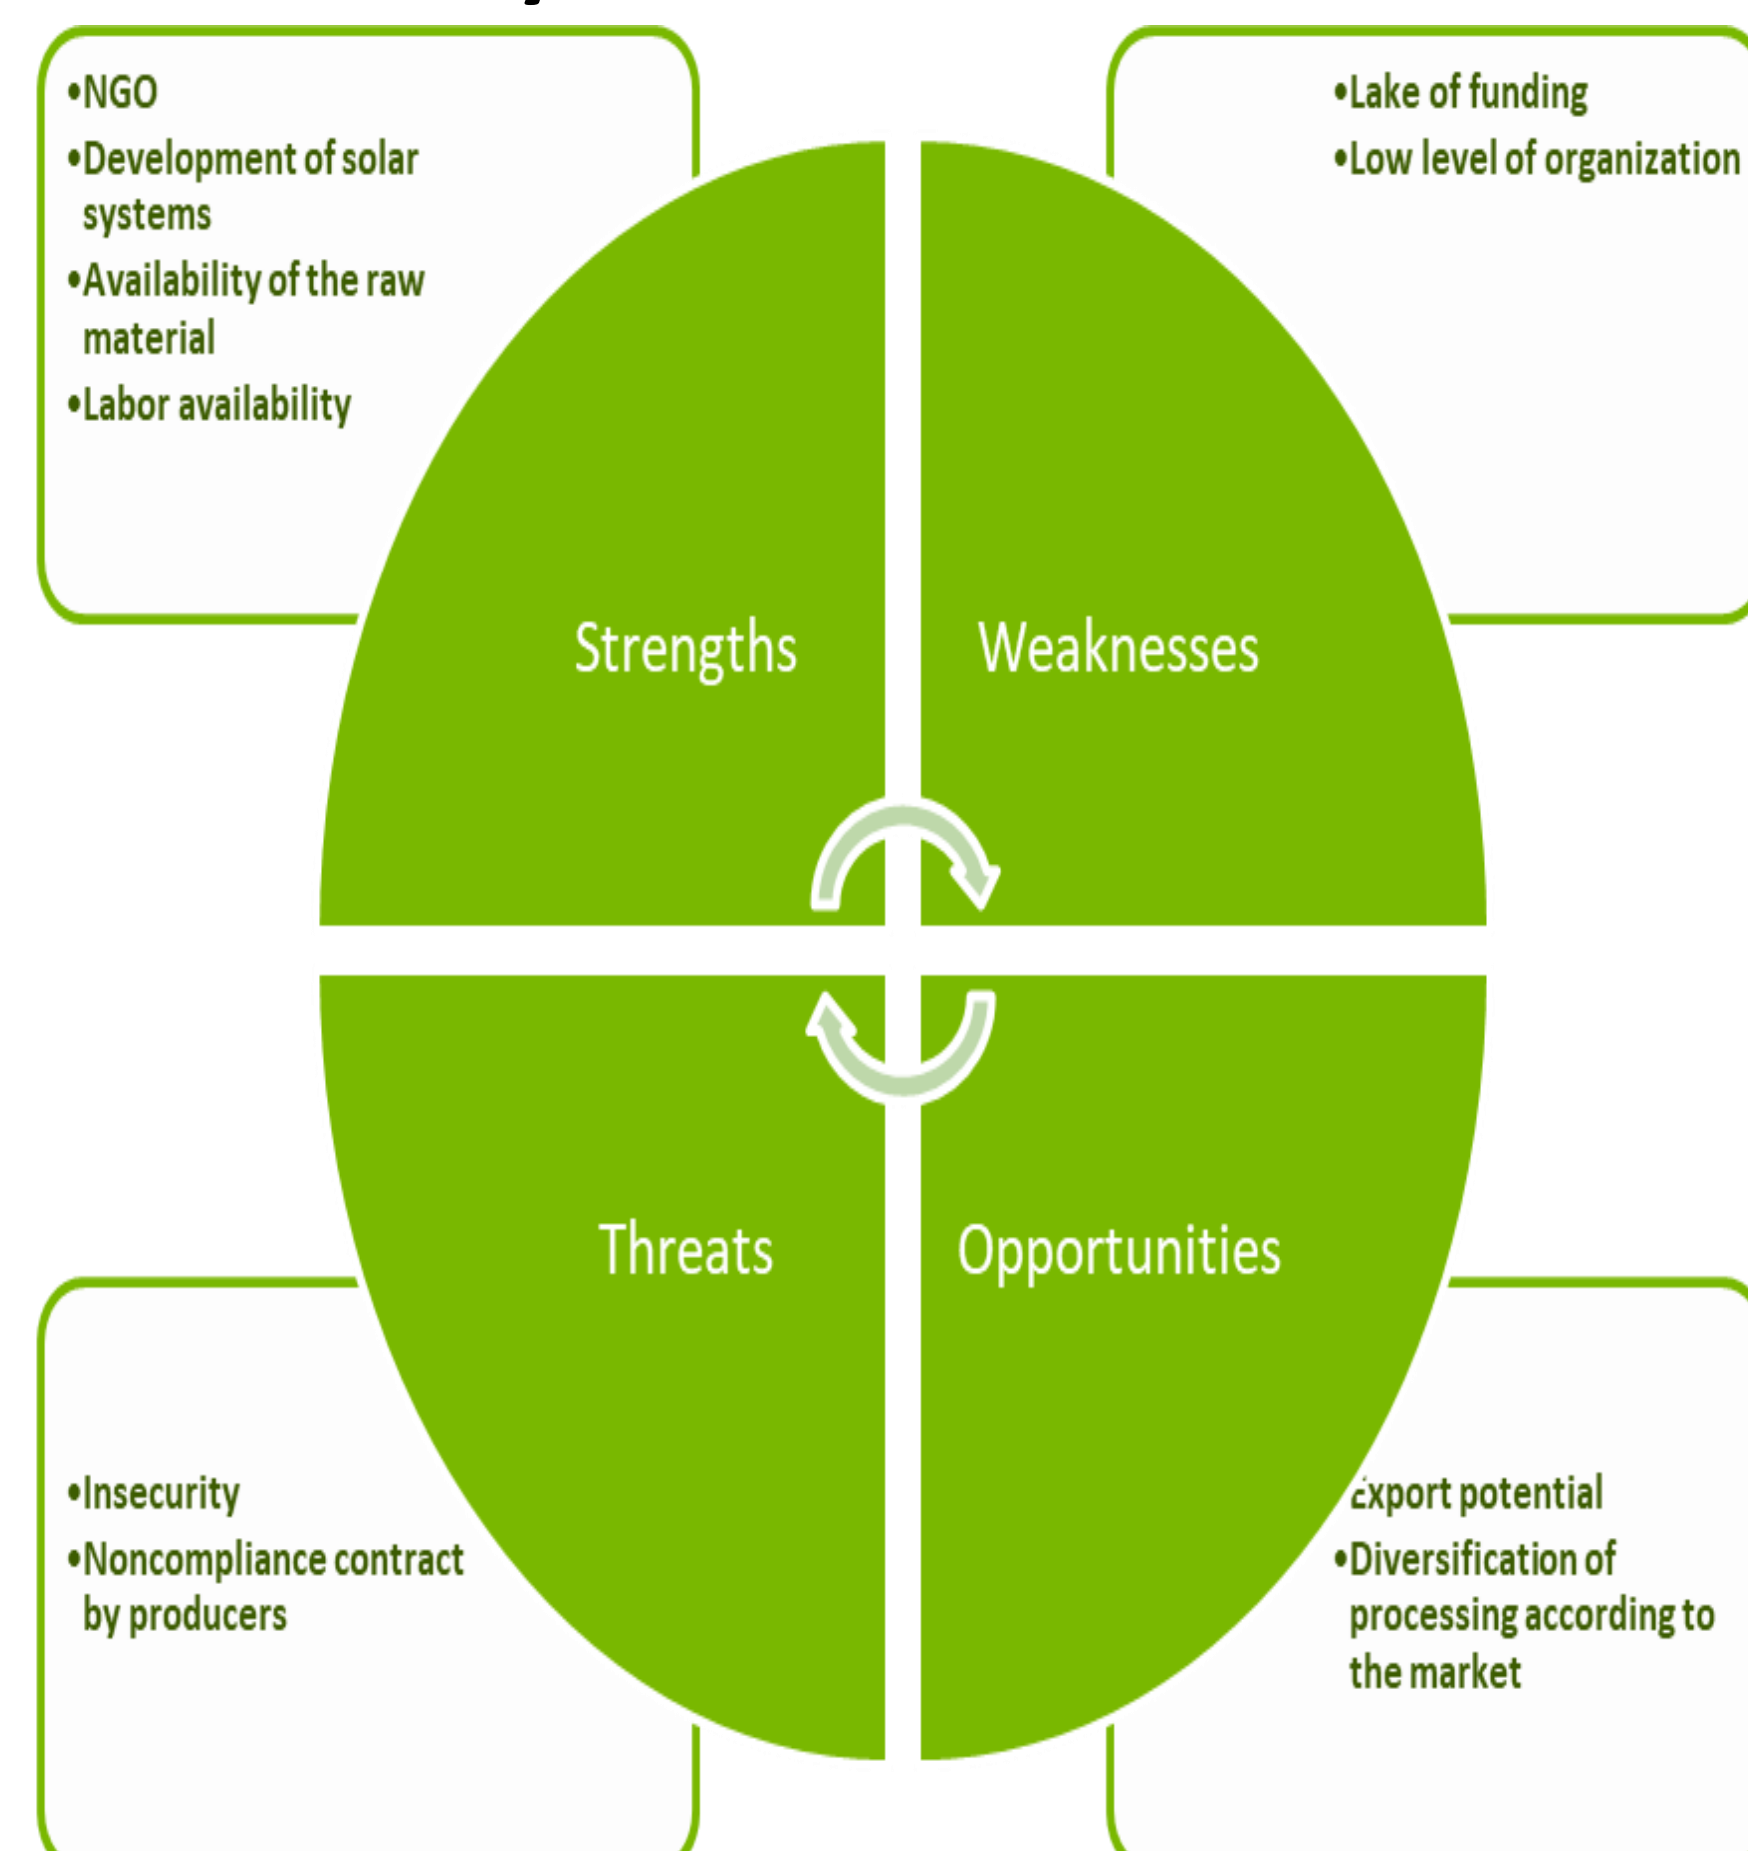 •NGO
•Development of solar
systems
•Availability of the raw
material
•Labor availability
•Lake of funding
•Low level of organization
Strengths
Weaknesses
Threats
Opportunities
•Insecurity
•Noncompliance contract
by producers
Export potential
•Diversification of
processing according to
the market